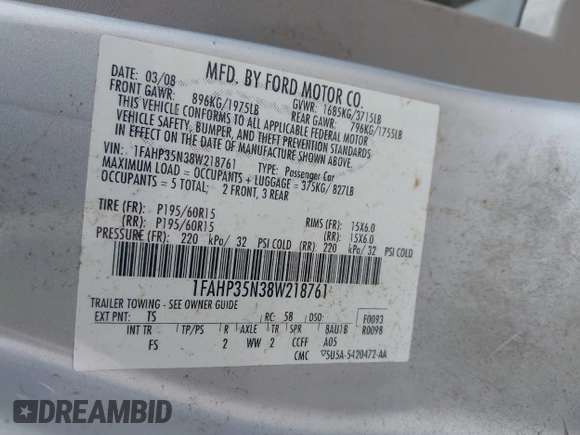 MFD. BY FORD MOTOR CO.
DATE: 03/08
GVWR: 1685KG/3715LB
FRONT GAWR: 896KG/1975LB
REAR GAWR: 796KG/1755LB
THIS VEHICLE CONFORMS TO ALL APPLICABLE FEDERAL MOTOR
VEHICLE SAFETY, BUMPER, AND THEFT PREVENTION STANDARDS
IN EFFECT ON THE DATE OF MANUFACTURE SHOWN ABOVE.
VIN: 1FAHP35N38W218761 TYPE: Passenger Car
MAXIMUM LOAD = OCCUPANTS + LUGGAGE = 375KG/ 827LB
OCCUPANTS = 5 TOTAL; 2 FRONT, 3 REAR
TIRE (FR): P195/60R15 RIMS (FR): 15X6.0
(RR): P195/60R15 (RR): 15X6.0
PRESSURE (FR): 220 kPa/ 32 PSI COLD (RR): 220 kPa/ 32 PSI COLD
1FAHP35N38W218761
TRAILER TOWING - SEE OWNER GUIDE
EXT PNT: TS RC: 5B DSO: F0093
R0098
INT TR TP/PS R AXLE TR SPR BAU1B
FS 2 WW 2 CCFF A05
CMC ▽5U5A-5420472-AA
DREAMBID